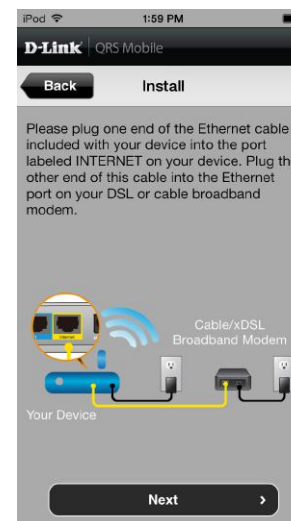 iPod 1:59 PM
D-Link QRS Mobile
Back Install
Please plug one end of the Ethernet cable
included with your device into the port
labeled INTERNET on your device. Plug th
other end of this cable into the Ethernet
port on your DSL or cable broadband
modem.
Internet
Cable/xDSL
Broadband Modem
Your Device
Next